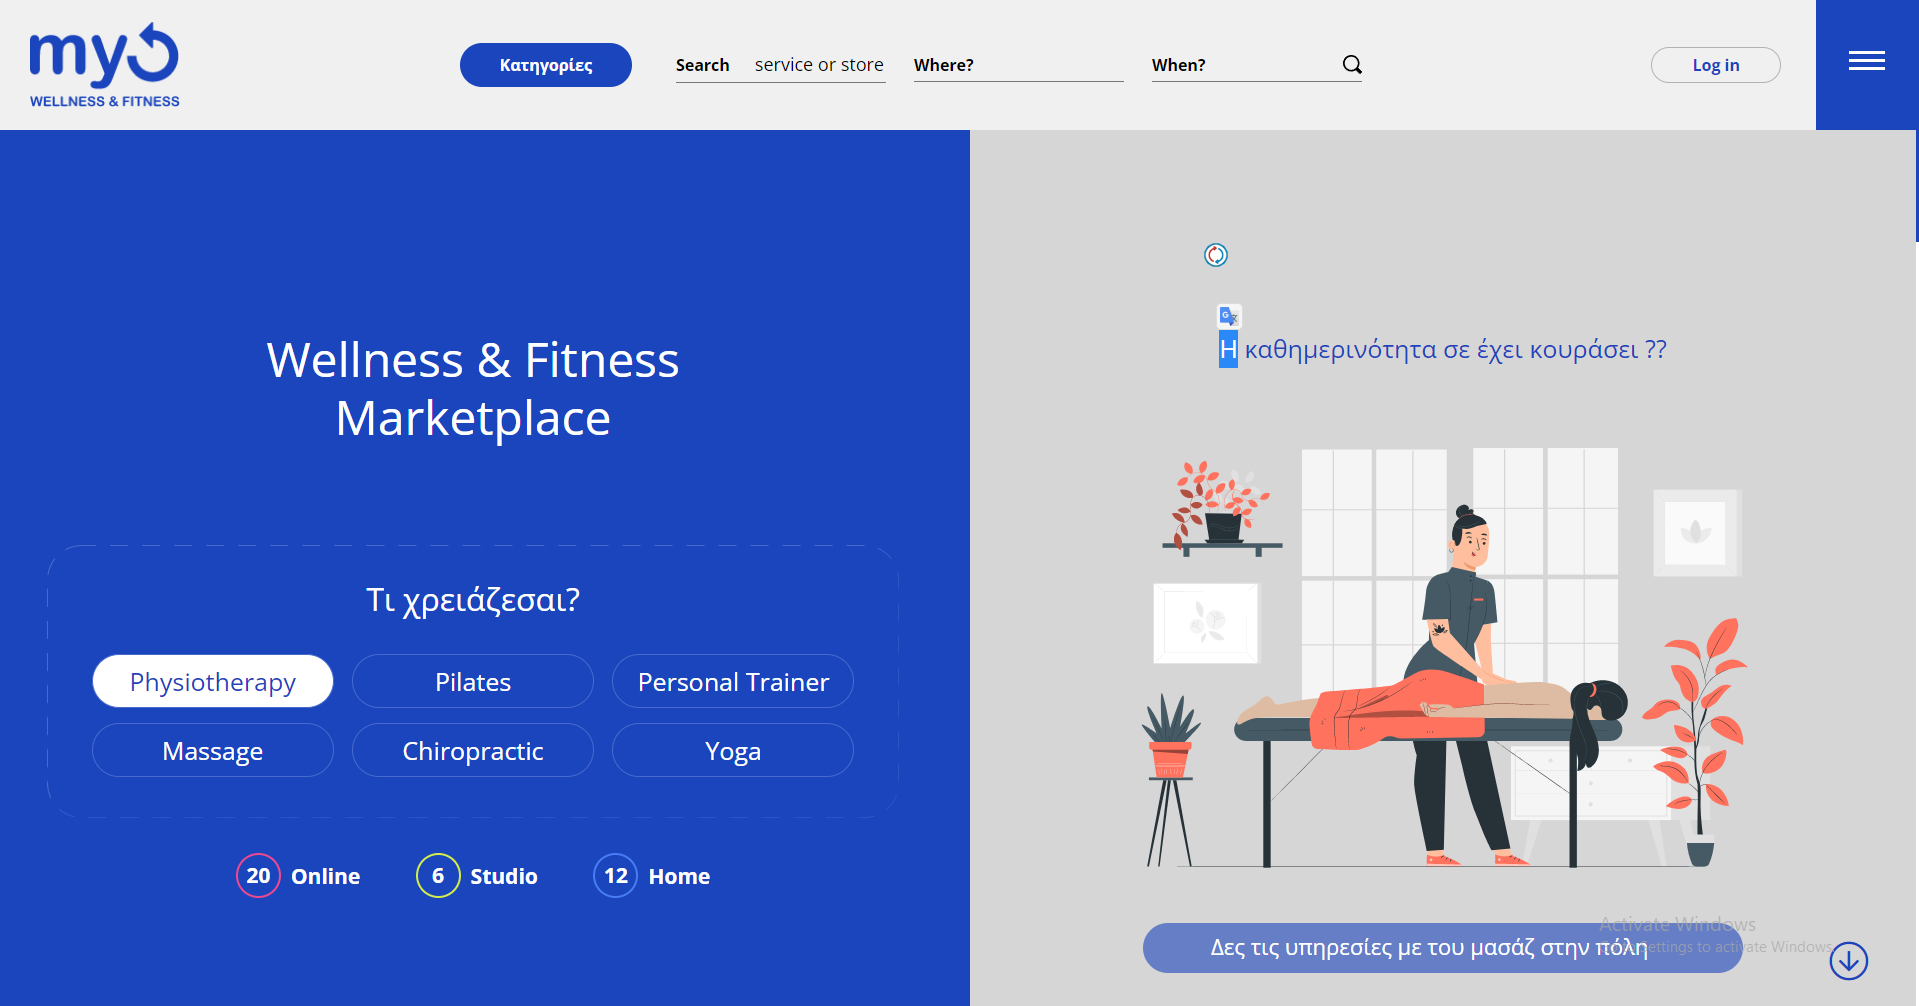 my
WELLNESS & FITNESS
Κατηγορίες
Search service or store
Where?
When?
Log in
Wellness & Fitness
Marketplace
Τι χρειάζεσαι?
Physiotherapy
Pilates
Personal Trainer
Massage
Chiropractic
Yoga
20 Online
6 Studio
12 Home
Η καθημερινότητα σε έχει κουράσει ??
Δες τις υπηρεσίες με του μασάζ στην πόλη
Activate Windows
Settings to activate Windows.